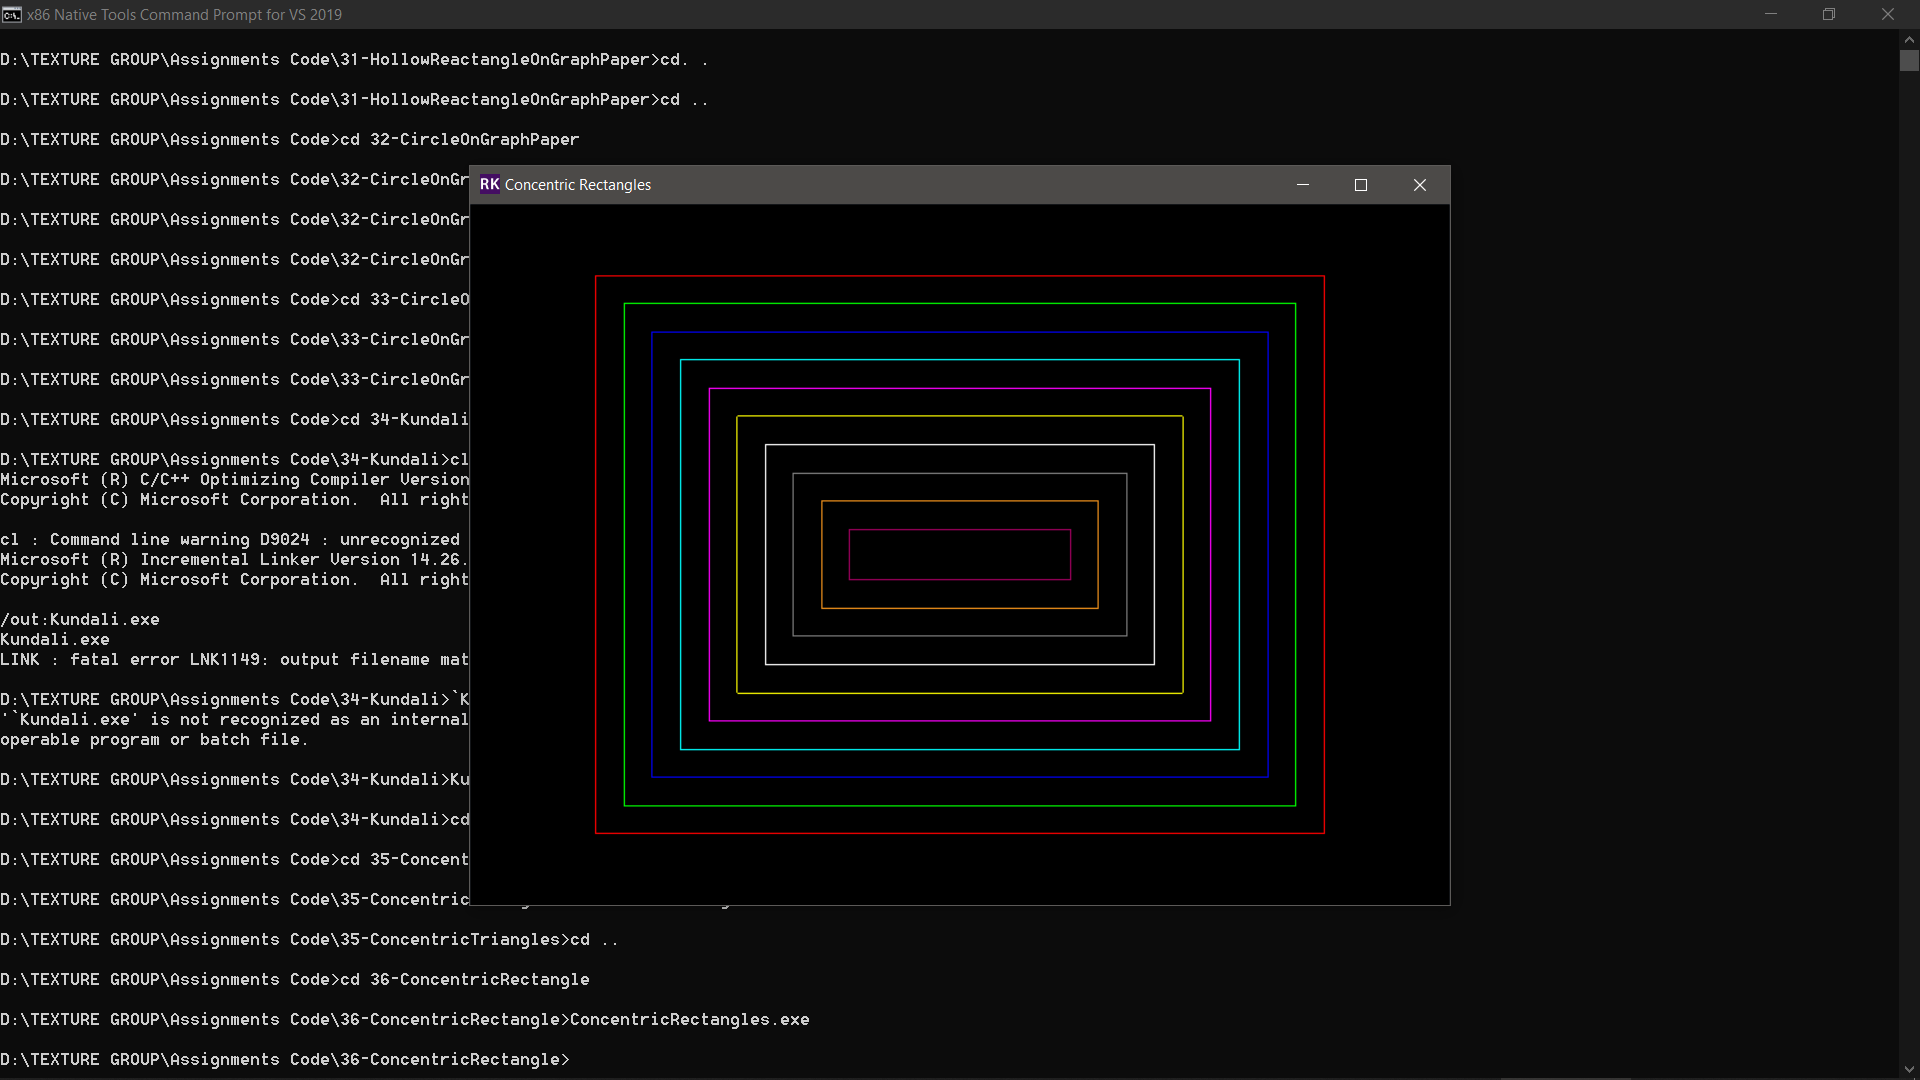 x86 Native Tools Command Prompt for VS 2019
D:\TEXTURE GROUP\Assignments Code\31-HollowReactangleOnGraphPaper>cd. .
D:\TEXTURE GROUP\Assignments Code\31-HollowReactangleOnGraphPaper>cd ..
D:\TEXTURE GROUP\Assignments Code>cd 32-CircleOnGraphPaper
D:\TEXTURE GROUP\Assignments Code\32-CircleOnGr
D:\TEXTURE GROUP\Assignments Code\32-CircleOnGr
D:\TEXTURE GROUP\Assignments Code\32-CircleOnGr
D:\TEXTURE GROUP\Assignments Code>cd 33-CircleO
D:\TEXTURE GROUP\Assignments Code\33-CircleOnGr
D:\TEXTURE GROUP\Assignments Code\33-CircleOnGr
D:\TEXTURE GROUP\Assignments Code>cd 34-Kundali
D:\TEXTURE GROUP\Assignments Code\34-Kundali>cl
Microsoft (R) C/C++ Optimizing Compiler Version
Copyright (C) Microsoft Corporation.  All right
cl : Command line warning D9024 : unrecognized
Microsoft (R) Incremental Linker Version 14.26.
Copyright (C) Microsoft Corporation.  All right
/out:Kundali.exe
Kundali.exe
LINK : fatal error LNK1149: output filename mat
D:\TEXTURE GROUP\Assignments Code\34-Kundali>`K
'`Kundali.exe' is not recognized as an internal
operable program or batch file.
D:\TEXTURE GROUP\Assignments Code\34-Kundali>Ku
D:\TEXTURE GROUP\Assignments Code\34-Kundali>cd
D:\TEXTURE GROUP\Assignments Code>cd 35-Concent
D:\TEXTURE GROUP\Assignments Code\35-Concentric
D:\TEXTURE GROUP\Assignments Code\35-ConcentricTriangles>cd ..
D:\TEXTURE GROUP\Assignments Code>cd 36-ConcentricRectangle
D:\TEXTURE GROUP\Assignments Code\36-ConcentricRectangle>ConcentricRectangles.exe
D:\TEXTURE GROUP\Assignments Code\36-ConcentricRectangle>
RK Concentric Rectangles